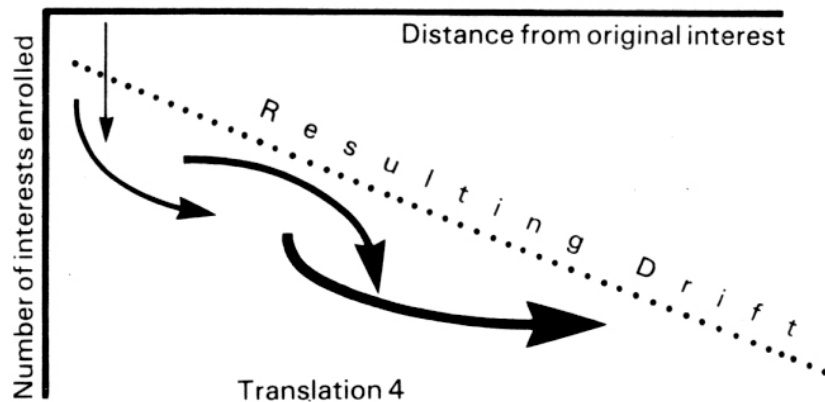 Distance from original interest
Number of interests enrolled
Resulting Drift
Translation 4